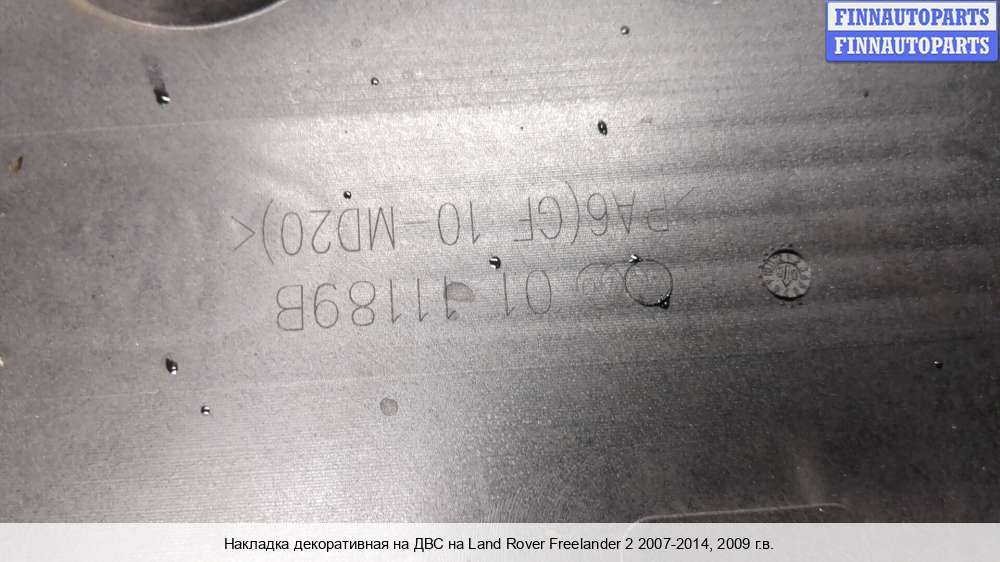 FINNAUTOPARTS
FINNAUTOPARTS
>PA6(GF 10-MD20)<
01 11189B
Накладка декоративная на ДВС на Land Rover Freelander 2 2007-2014, 2009 г.в.